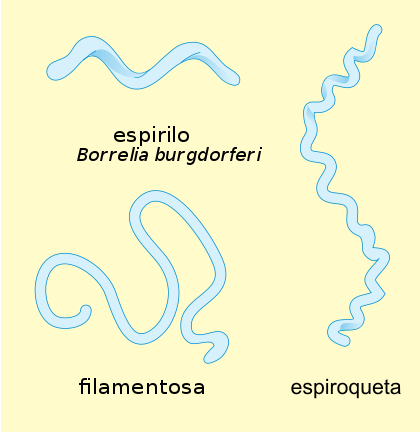 espirilo
Borrelia burgdorferi
filamentosa
espiroqueta